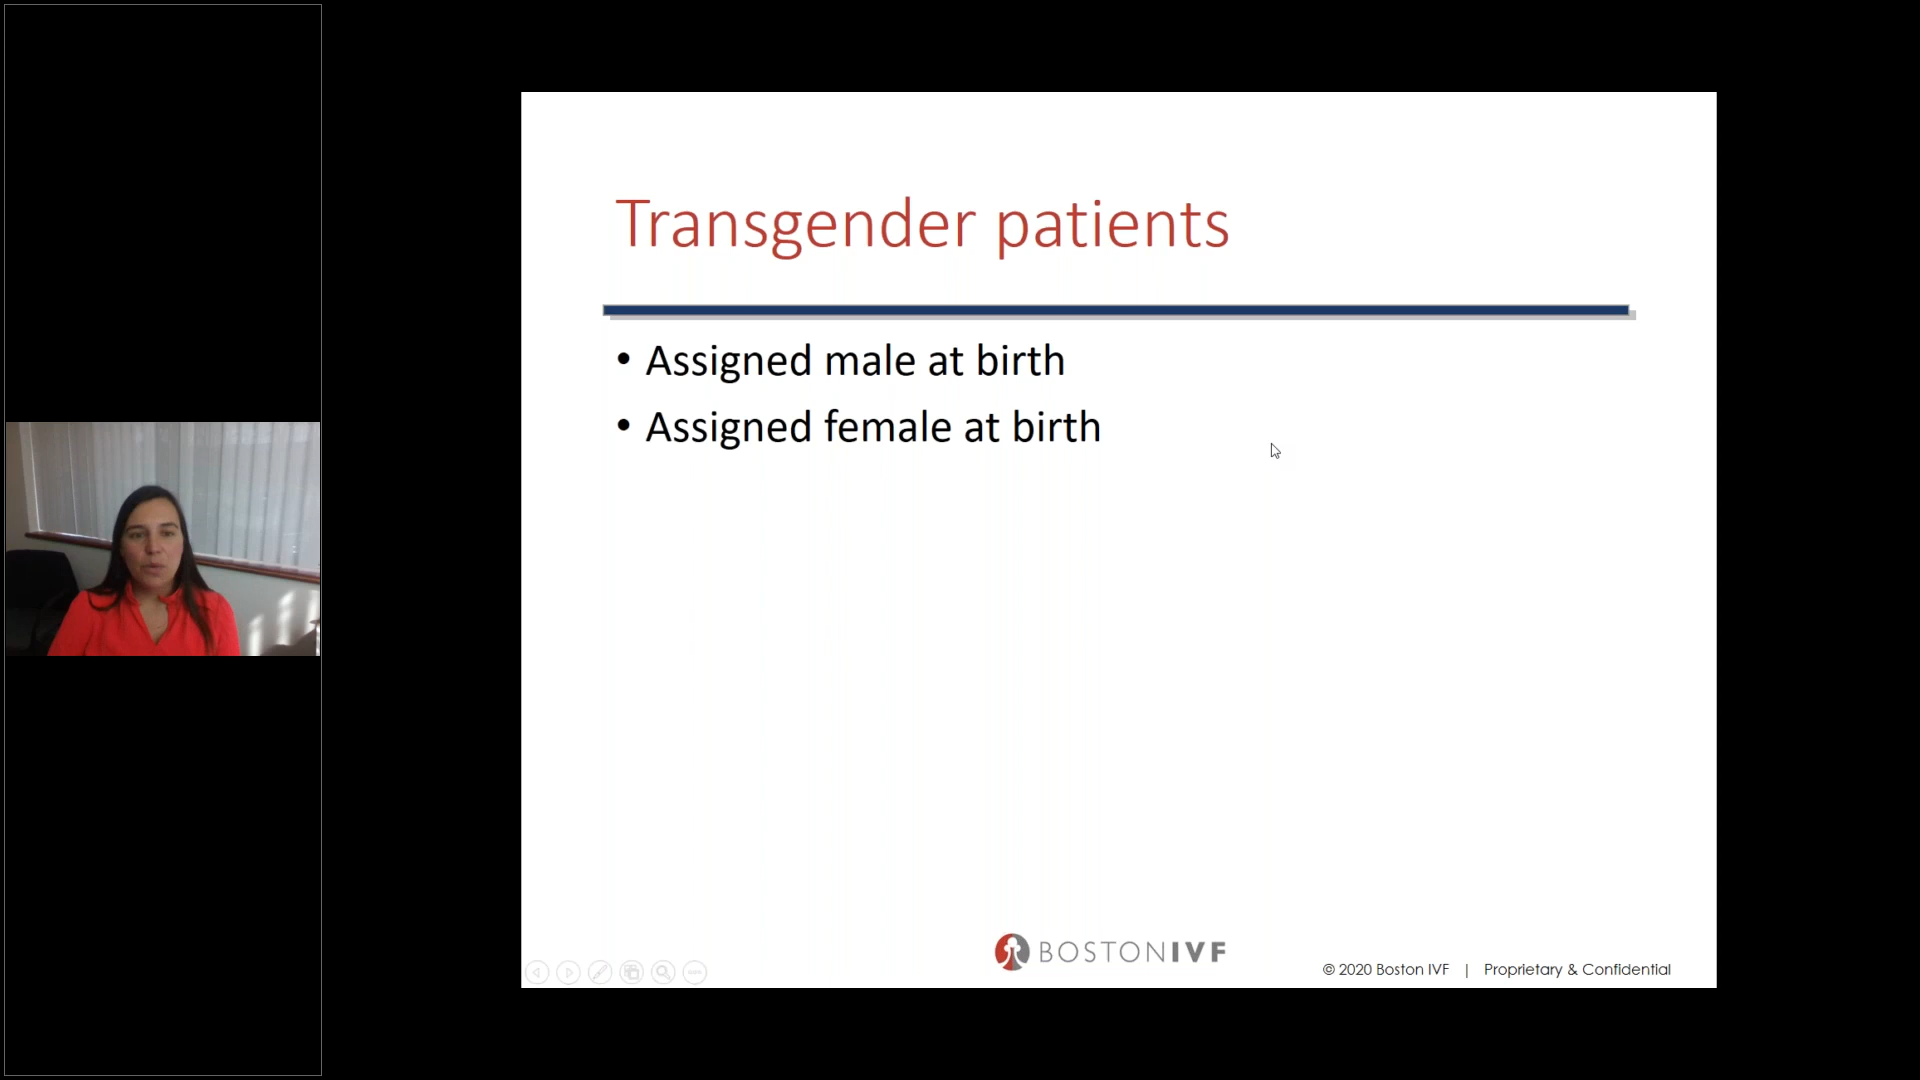 Transgender patients
• Assigned male at birth
• Assigned female at birth
BOSTONIVF
© 2020 Boston IVF | Proprietary & Confidential